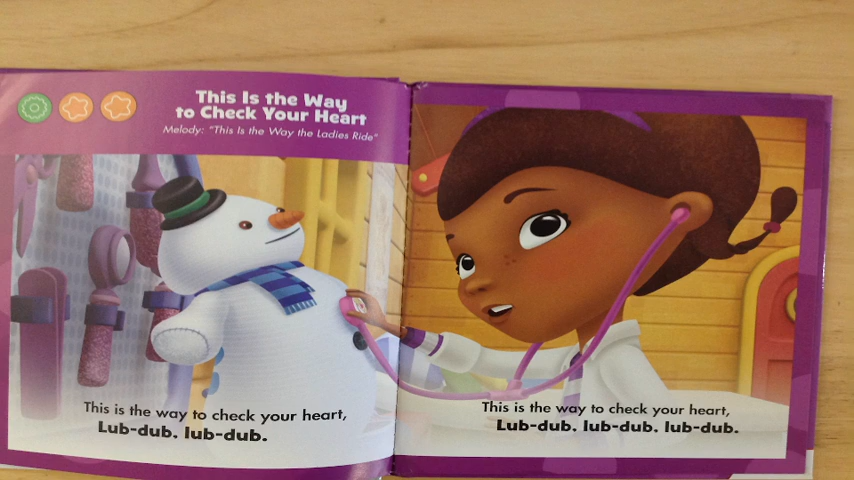 This Is the Way
to Check Your Heart
Melody: "This Is the Way the Ladies Ride"
This is the way to check your heart,
Lub-dub, lub-dub.
This is the way to check your heart,
Lub-dub, lub-dub, lub-dub.